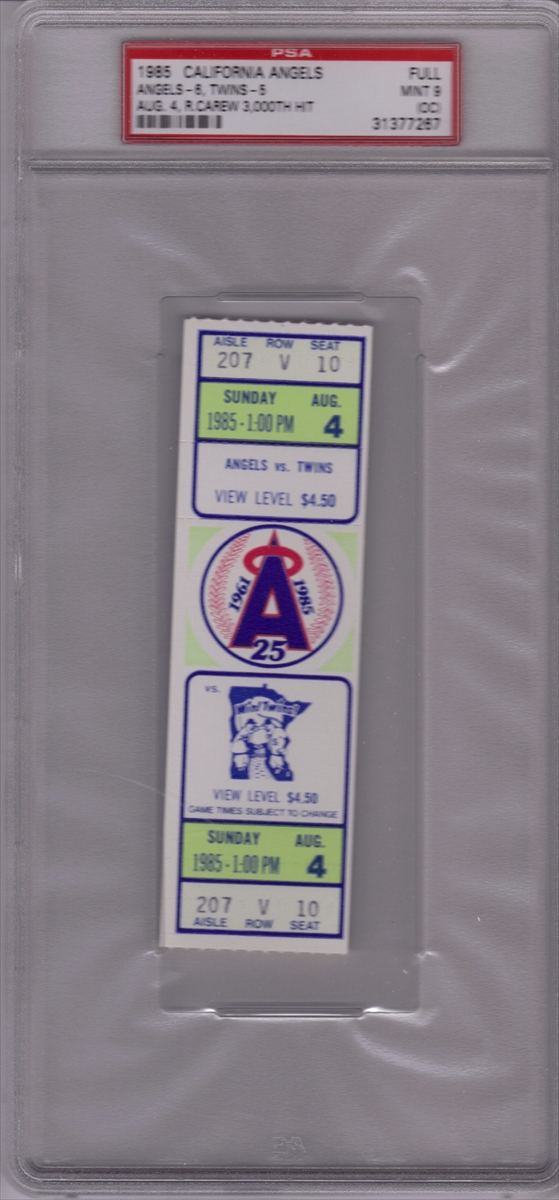 PSA
1985 CALIFORNIA ANGELS FULL
ANGELS-6, TWINS-5 MINT 9
AUG. 4, R.CAREW 3,000TH HIT (OC)
31377267
AISLE ROW SEAT
207 V 10
SUNDAY AUG.
1985-1:00 PM 4
ANGELS vs. TWINS
VIEW LEVEL $4.50
1961 A 1985
25
vs.
Win! Twins!
VIEW LEVEL $4.50
GAME TIMES SUBJECT TO CHANGE
SUNDAY AUG.
1985-1:00 PM 4
207 V 10
AISLE ROW SEAT